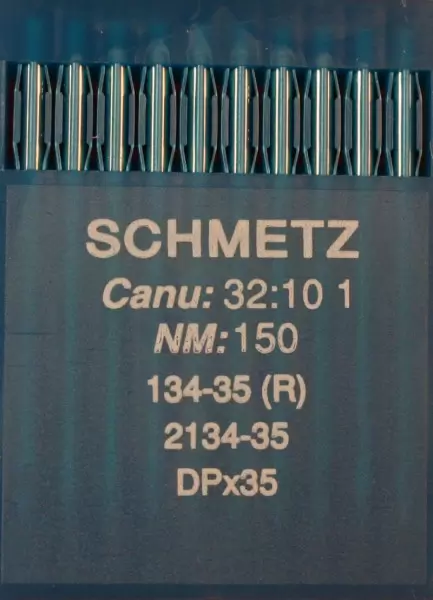 SCHMETZ
Canu: 32:10 1
NM: 150
134-35 (R)
2134-35
DPx35